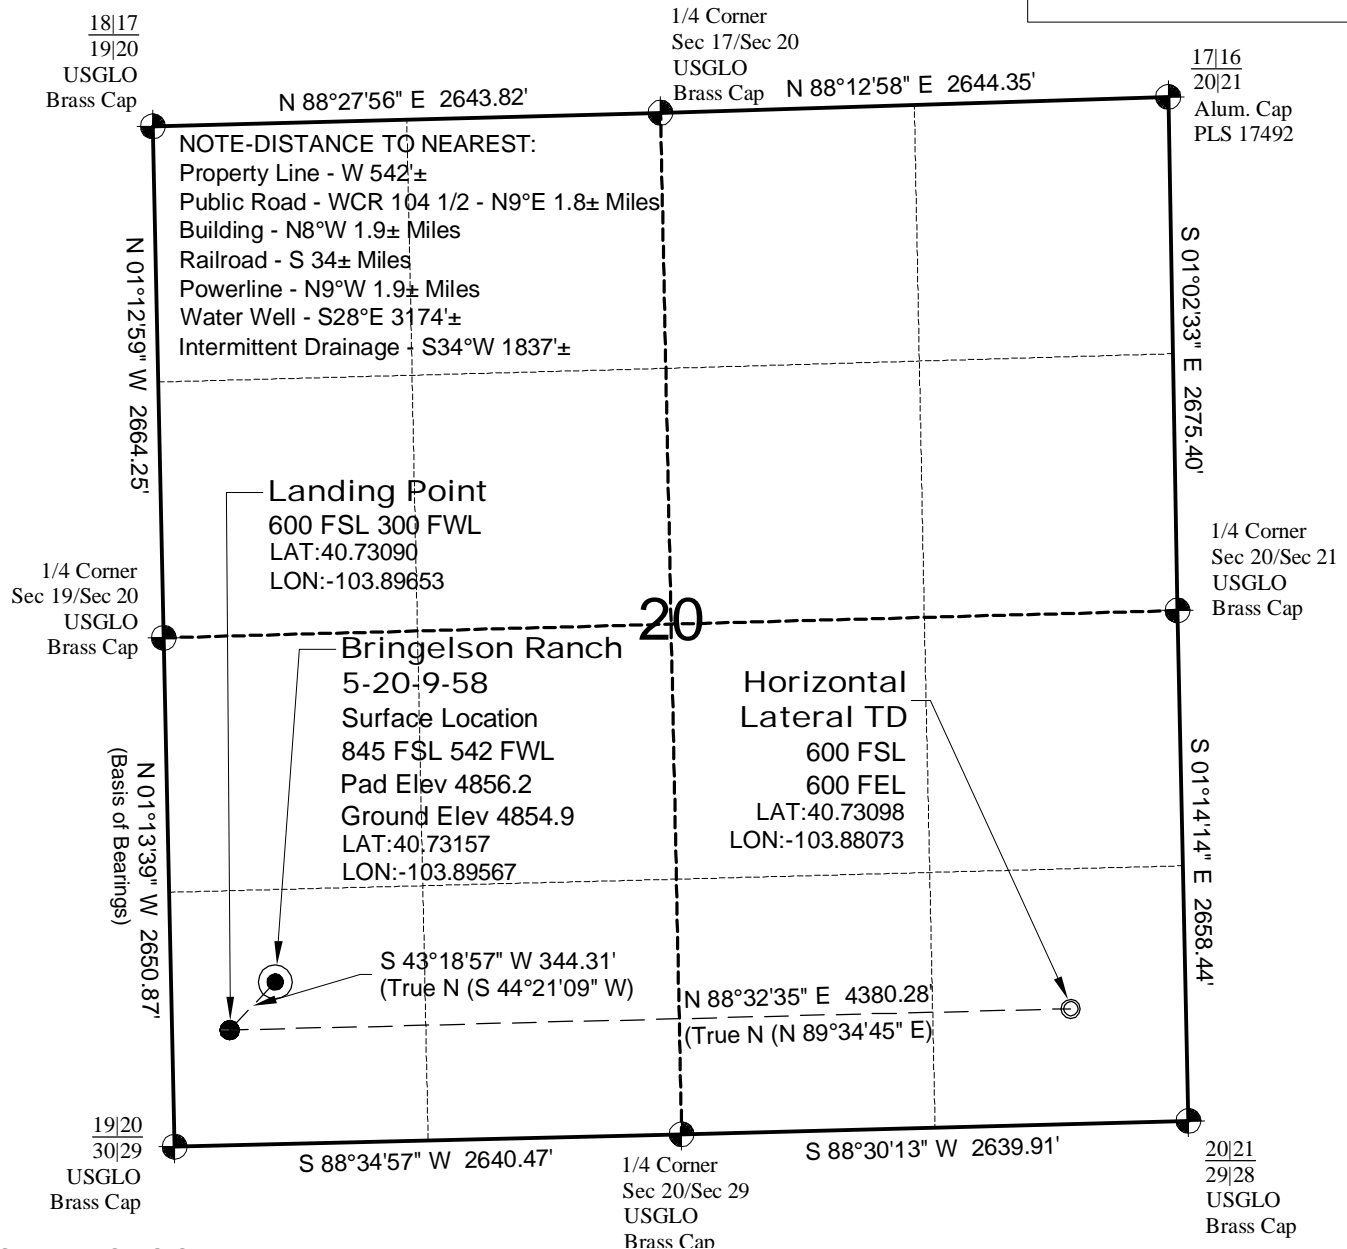 18|17
19|20
USGLO
Brass Cap
1/4 Corner
Sec 17/Sec 20
USGLO
Brass Cap
17|16
20|21
Alum. Cap
PLS 17492
N 88°27'56" E 2643.82'
N 88°12'58" E 2644.35'
NOTE-DISTANCE TO NEAREST:
Property Line - W 542'±
Public Road - WCR 104 1/2 - N9°E 1.8± Miles
Building - N8°W 1.9± Miles
Railroad - S 34± Miles
Powerline - N9°W 1.9± Miles
Water Well - S28°E 3174'±
Intermittent Drainage - S34°W 1837'±
N 01°12'59" W 2664.25'
S 01°02'33" E 2675.40'
Landing Point
600 FSL 300 FWL
LAT:40.73090
LON:-103.89653
1/4 Corner
Sec 19/Sec 20
USGLO
Brass Cap
1/4 Corner
Sec 20/Sec 21
USGLO
Brass Cap
20
Bringelson Ranch
5-20-9-58
Surface Location
845 FSL 542 FWL
Pad Elev 4856.2
Ground Elev 4854.9
LAT:40.73157
LON:-103.89567
Horizontal
Lateral TD
600 FSL
600 FEL
LAT:40.73098
LON:-103.88073
N 01°13'39" W 2650.87'
(Basis of Bearings)
S 01°14'14" E 2658.44'
S 43°18'57" W 344.31'
(True N (S 44°21'09" W)
N 88°32'35" E 4380.28'
(True N (N 89°34'45" E)
19|20
30|29
USGLO
Brass Cap
S 88°34'57" W 2640.47'
1/4 Corner
Sec 20/Sec 29
USGLO
Brass Cap
S 88°30'13" W 2639.91'
20|21
29|28
USGLO
Brass Cap